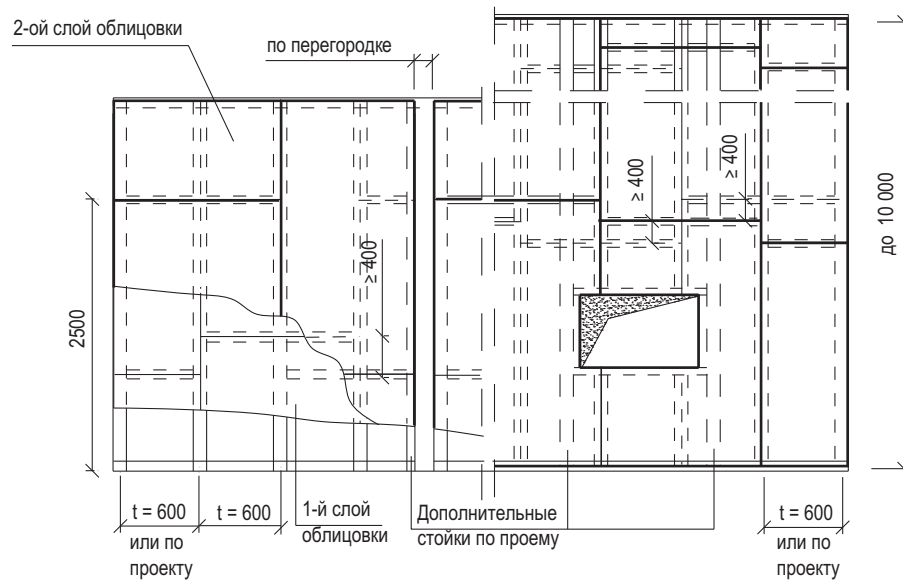 2-ой слой облицовки
по перегородке
≥ 400
≥ 400
≥ 400
до 10 000
2500
t = 600
t = 600
1-й слой
облицовки
Дополнительные
стойки по проему
t = 600
или по
проекту
или по
проекту